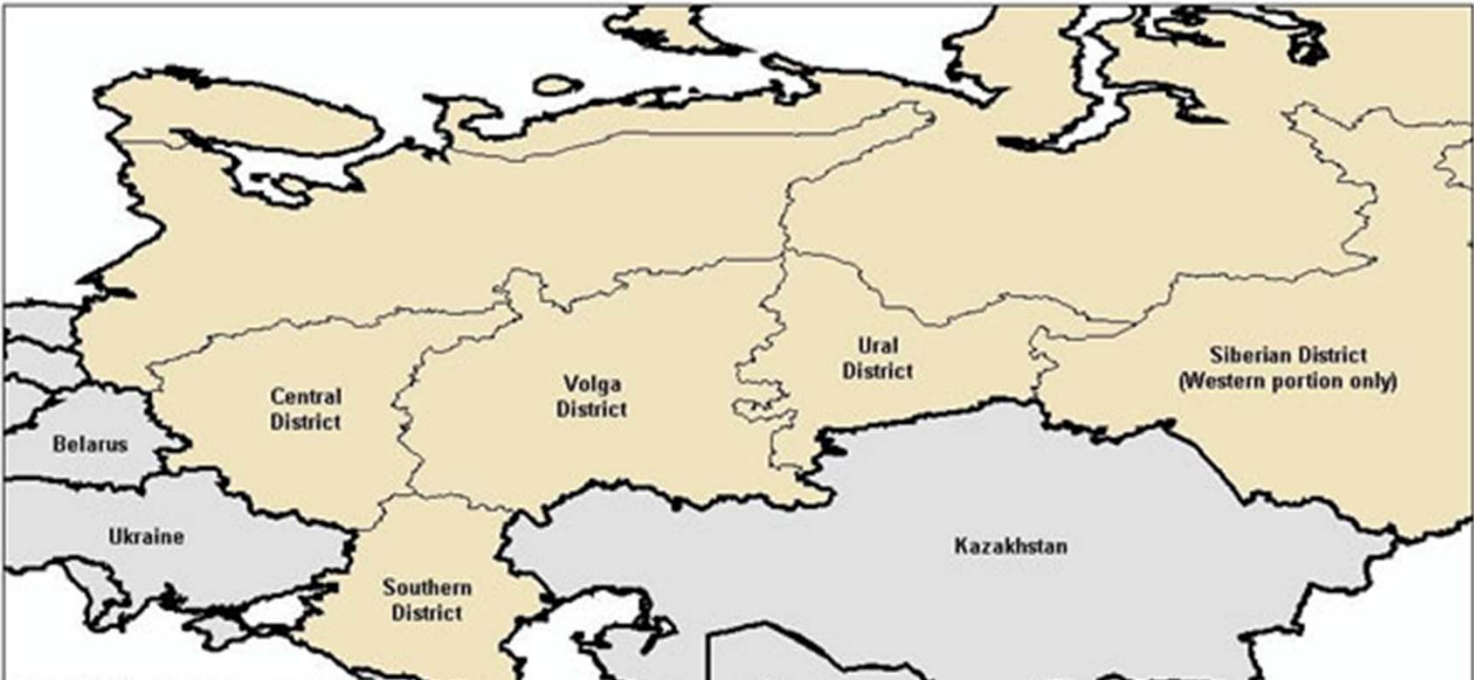 Ural
District
Siberian District
(Western portion only)
Volga
District
Central
District
Belarus
Ukraine
Kazakhstan
Southern
District